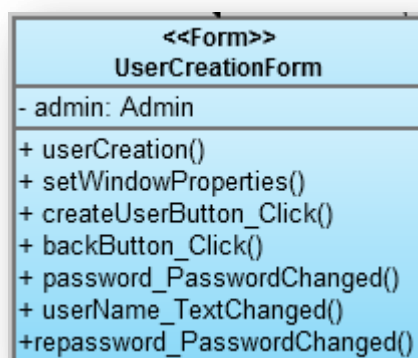 <<Form>>
UserCreationForm
- admin: Admin
+ userCreation()
+ setWindowProperties()
+ createUserButton_Click()
+ backButton_Click()
+ password_PasswordChanged()
+ userName_TextChanged()
+repassword_PasswordChanged()